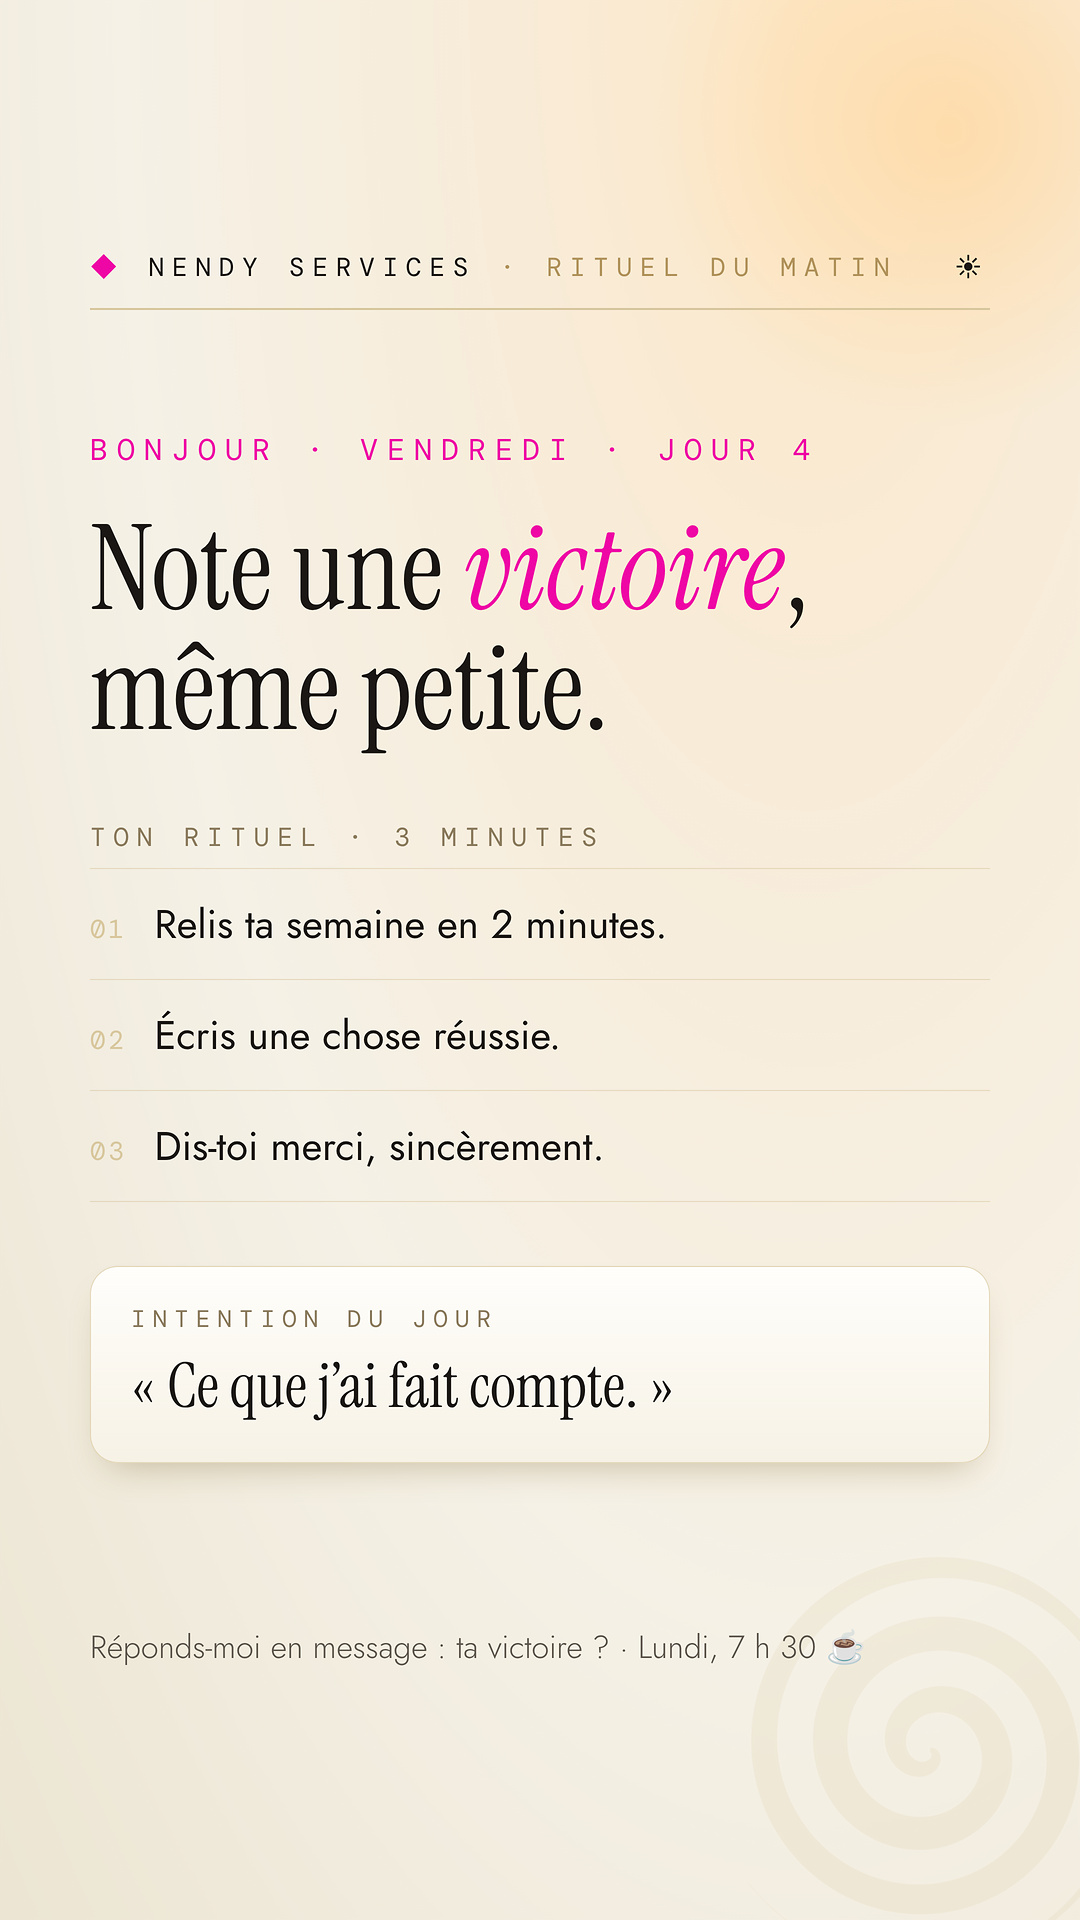 ◆ NENDY SERVICES · RITUEL DU MATIN ☀
BONJOUR · VENDREDI · JOUR 4
Note une victoire,
même petite.
TON RITUEL · 3 MINUTES
01 Relis ta semaine en 2 minutes.
02 Écris une chose réussie.
03 Dis-toi merci, sincèrement.
INTENTION DU JOUR
« Ce que j’ai fait compte. »
Réponds-moi en message : ta victoire ? · Lundi, 7 h 30 ☕